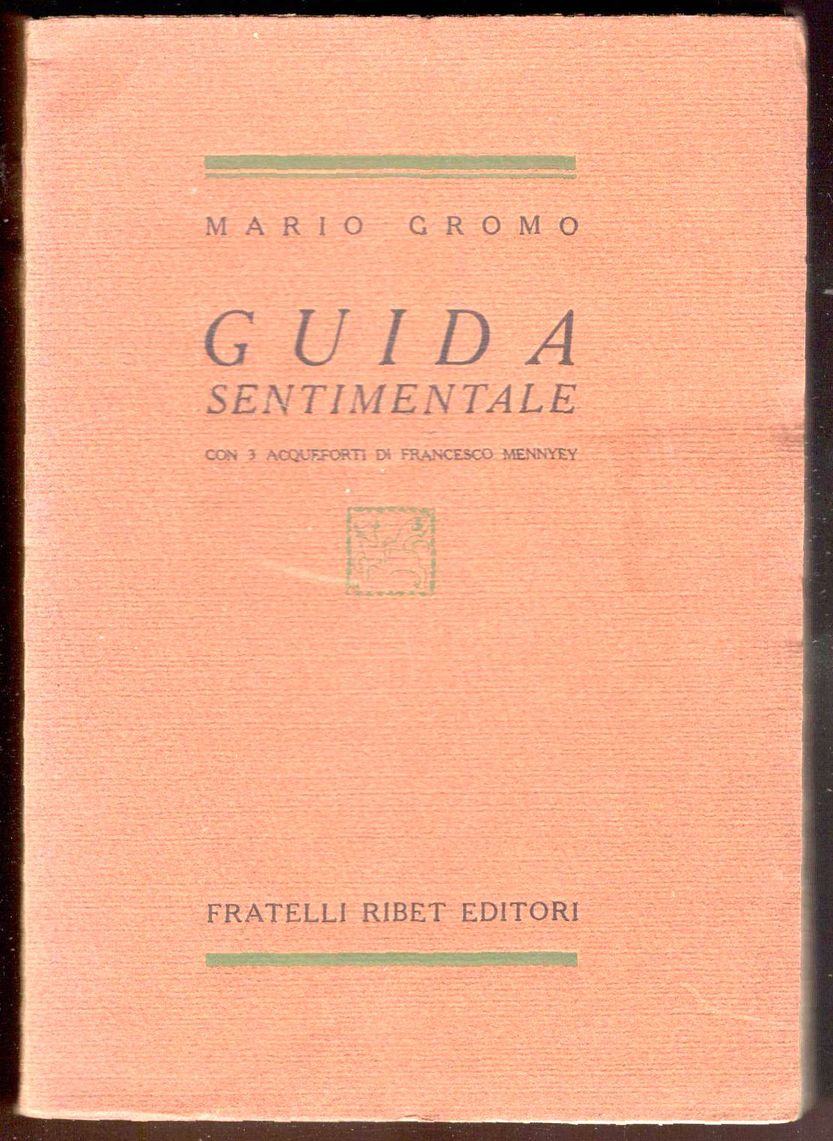 MARIO GROMO
GUIDA
SENTIMENTALE
CON 3 ACQUEFORTI DI FRANCESCO MENNYEY
FRATELLI RIBET EDITORI